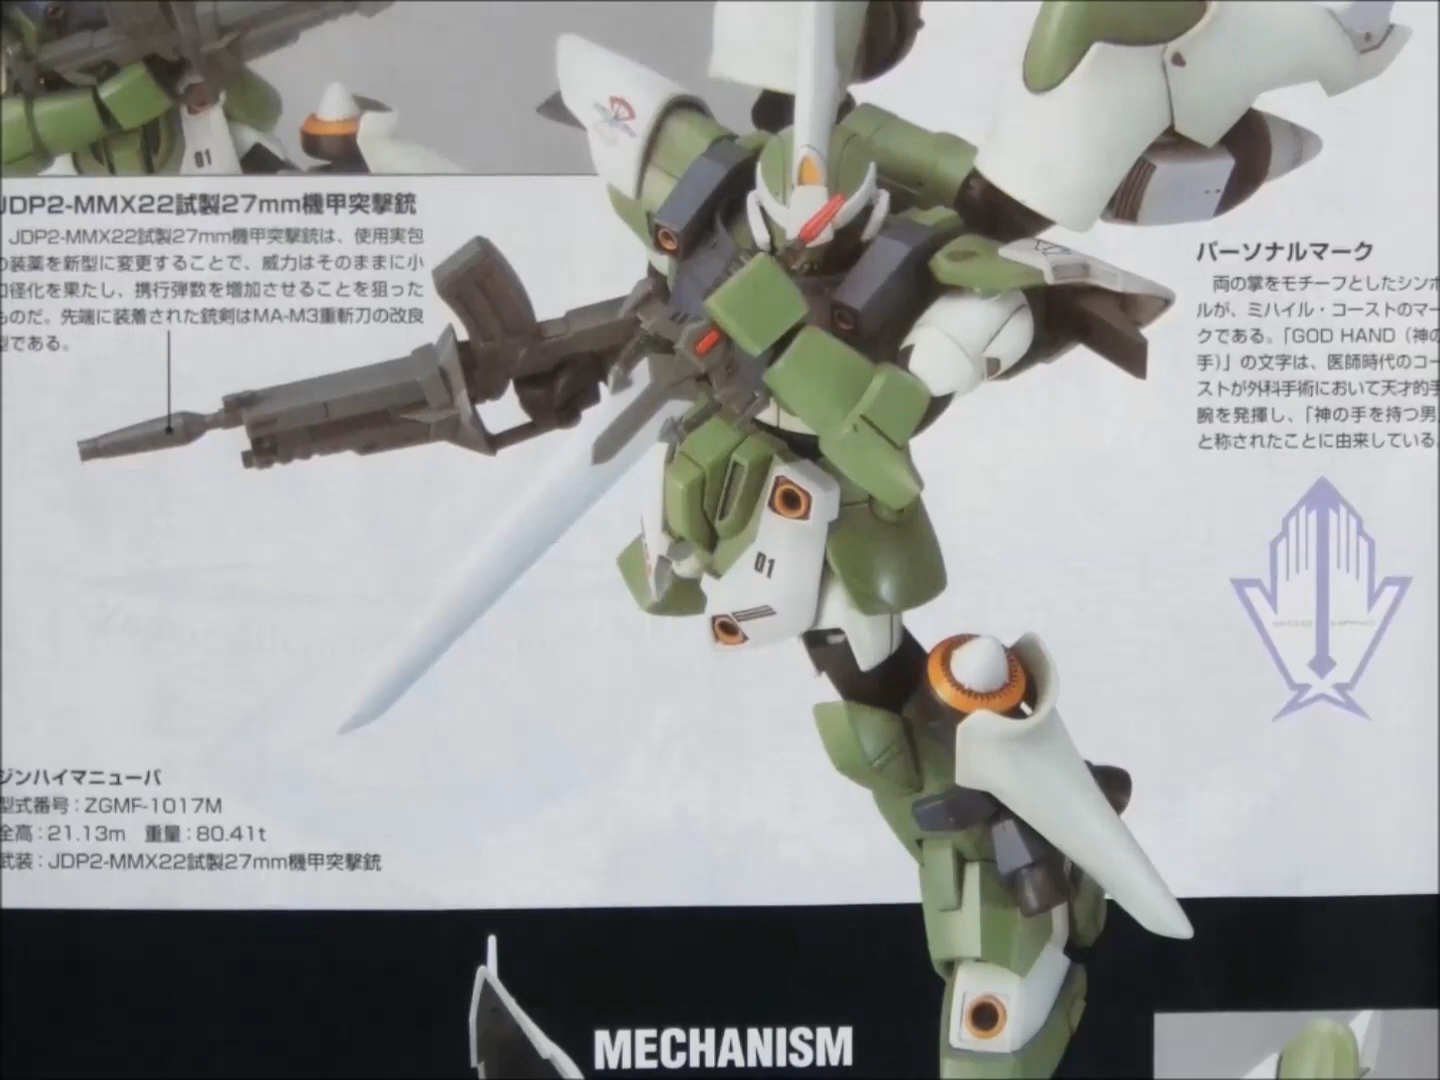 01
JDP2-MMX22試製27mm機甲突撃銃
JDP2-MMX22試製27mm機甲突撃銃は、使用実包
の装薬を新型に変更することで、威力はそのままに小
口径化を果たし、携行弾数を増加させることを狙った
ものだ。先端に装着された銃剣はMA-M3重斬刀の改良
型である。
パーソナルマーク
両の掌をモチーフとしたシンボ
ルが、ミハイル・コーストのマー
クである。「GOD HAND（神の
手）」の文字は、医師時代のコー
ストが外科手術において天才的手
腕を発揮し、「神の手を持つ男」
と称されたことに由来している。
01
ジンハイマニューバ
型式番号：ZGMF-1017M
全高：21.13m 重量：80.41t
武装：JDP2-MMX22試製27mm機甲突撃銃
MECHANISM